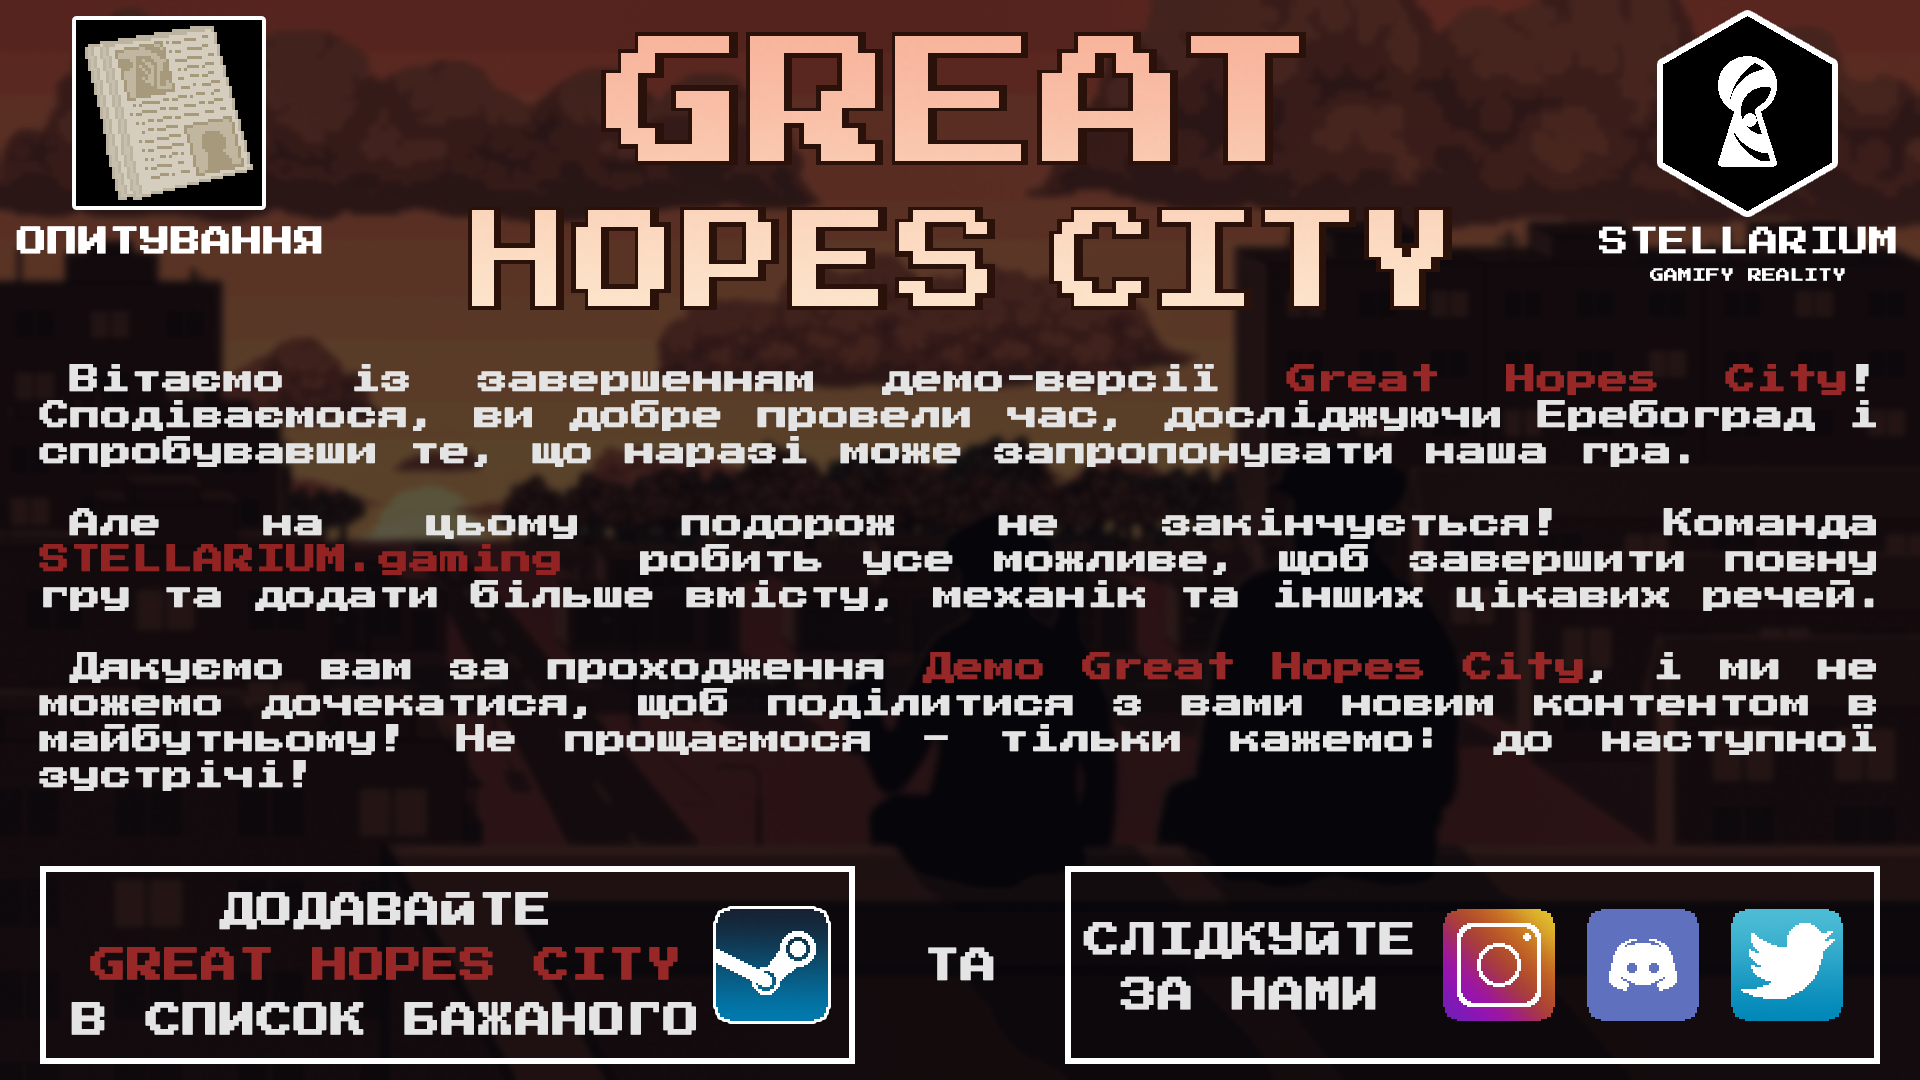 GREAT
HOPES CITY
ОПИТУВАННЯ
STELLARIUM
GAMIFY REALITY
Вітаємо із завершенням демо-версії Great Hopes City!
Сподіваємося, ви добре провели час, досліджуючи Еребоград і
спробувавши те, що наразі може запропонувати наша гра.
Але на цьому подорож не закінчується! Команда
STELLARIUM.gaming робить усе можливе, щоб завершити повну
гру та додати більше вмісту, механік та інших цікавих речей.
Дякуємо вам за проходження Демо Great Hopes City, і ми не
можемо дочекатися, щоб поділитися з вами новим контентом в
майбутньому! Не прощаємося - тільки кажемо: до наступної
зустрічі!
ДОДАВАйТЕ
GREAT HOPES CITY
В СПИСОК БАЖАНОГО
ТА
СЛІДКУйТЕ
ЗА НАМИ